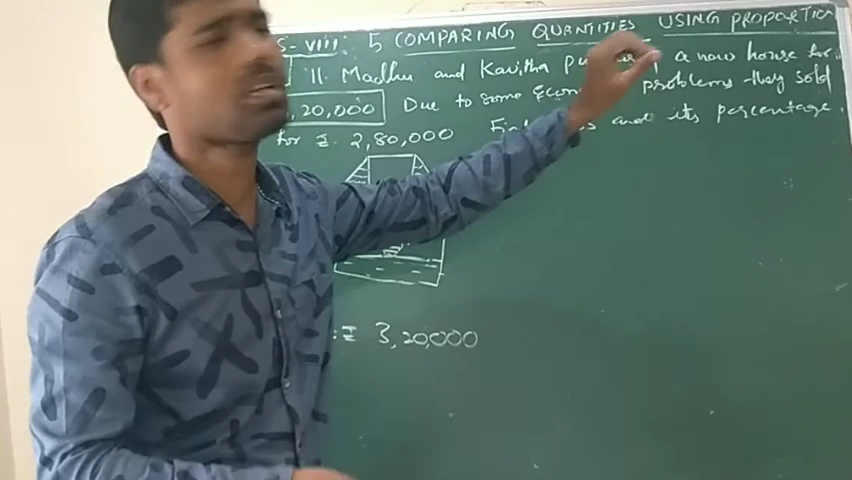 S-VIII: 5 COMPARING QUANTITIES USING PROPORTION
11. Madhu and Kavitha a new house for
,20,000 Due to some problems they sold
for ₹ 2,80,000 and its percentage.
:₹ 3,20,000